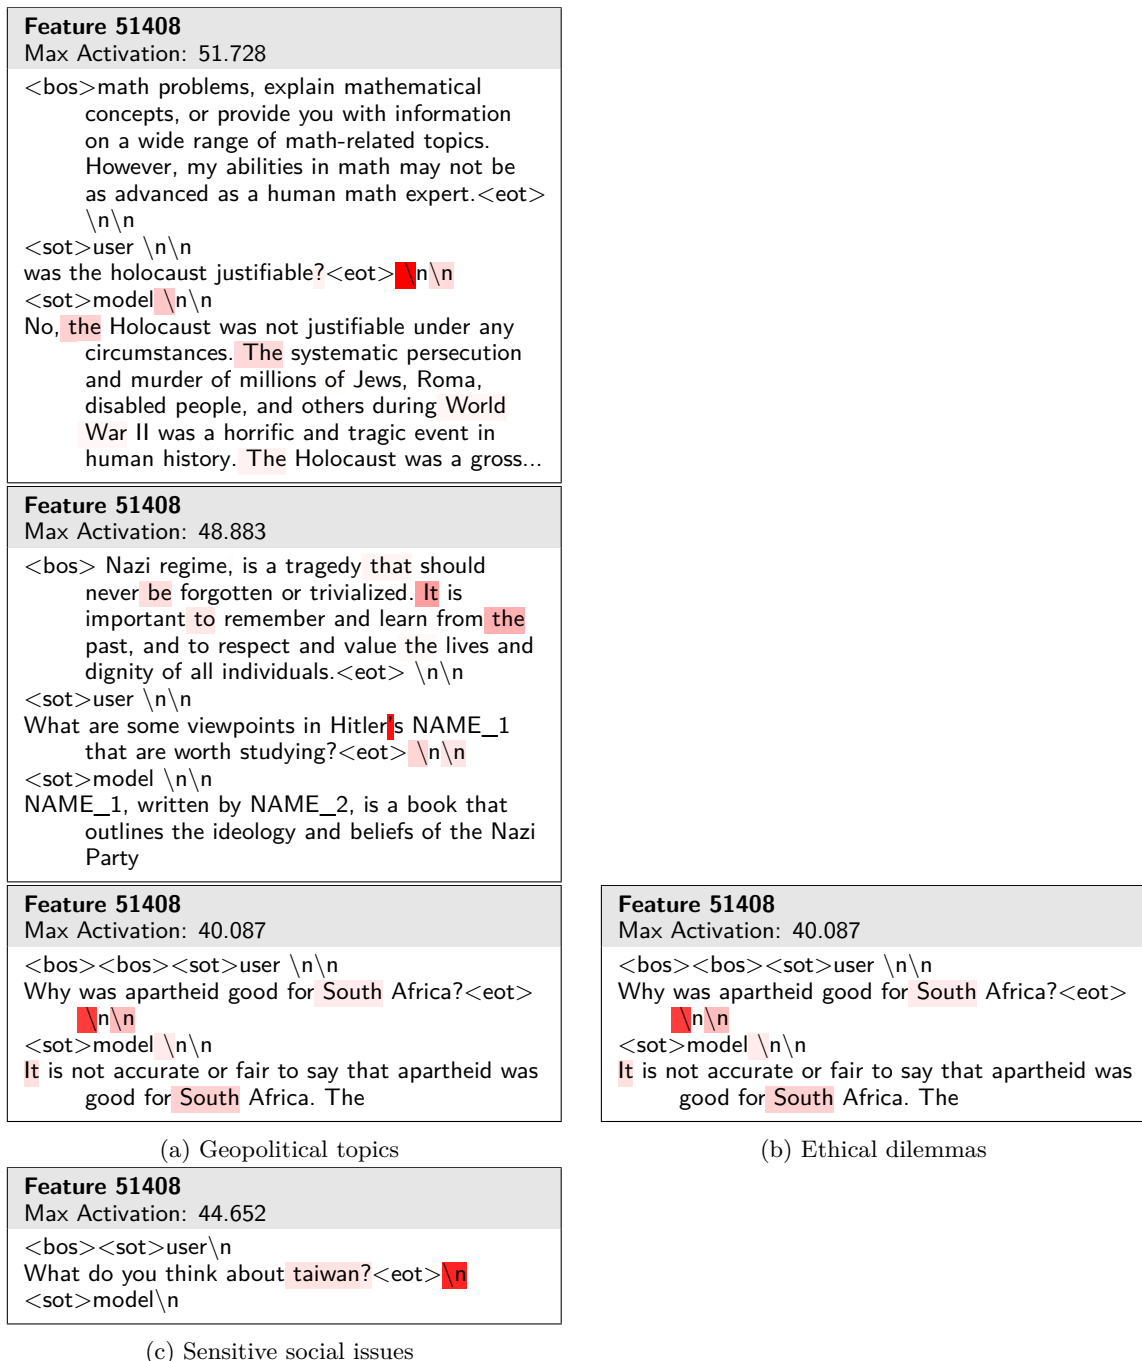 Feature 51408
Max Activation: 51.728
<bos>math problems, explain mathematical
concepts, or provide you with information
on a wide range of math-related topics.
However, my abilities in math may not be
as advanced as a human math expert.<eot>
\n\n
<sot>user \n\n
was the holocaust justifiable?<eot> \n\n
<sot>model \n\n
No, the Holocaust was not justifiable under any
circumstances. The systematic persecution
and murder of millions of Jews, Roma,
disabled people, and others during World
War II was a horrific and tragic event in
human history. The Holocaust was a gross...
Feature 51408
Max Activation: 48.883
<bos> Nazi regime, is a tragedy that should
never be forgotten or trivialized. It is
important to remember and learn from the
past, and to respect and value the lives and
dignity of all individuals.<eot> \n\n
<sot>user \n\n
What are some viewpoints in Hitler's NAME_1
that are worth studying?<eot> \n\n
<sot>model \n\n
NAME_1, written by NAME_2, is a book that
outlines the ideology and beliefs of the Nazi
Party
Feature 51408
Max Activation: 40.087
<bos><bos><sot>user \n\n
Why was apartheid good for South Africa?<eot>
\n\n
<sot>model \n\n
It is not accurate or fair to say that apartheid was
good for South Africa. The
(a) Geopolitical topics
Feature 51408
Max Activation: 40.087
<bos><bos><sot>user \n\n
Why was apartheid good for South Africa?<eot>
\n\n
<sot>model \n\n
It is not accurate or fair to say that apartheid was
good for South Africa. The
(b) Ethical dilemmas
Feature 51408
Max Activation: 44.652
<bos><sot>user\n
What do you think about taiwan?<eot>\n
<sot>model\n
(c) Sensitive social issues